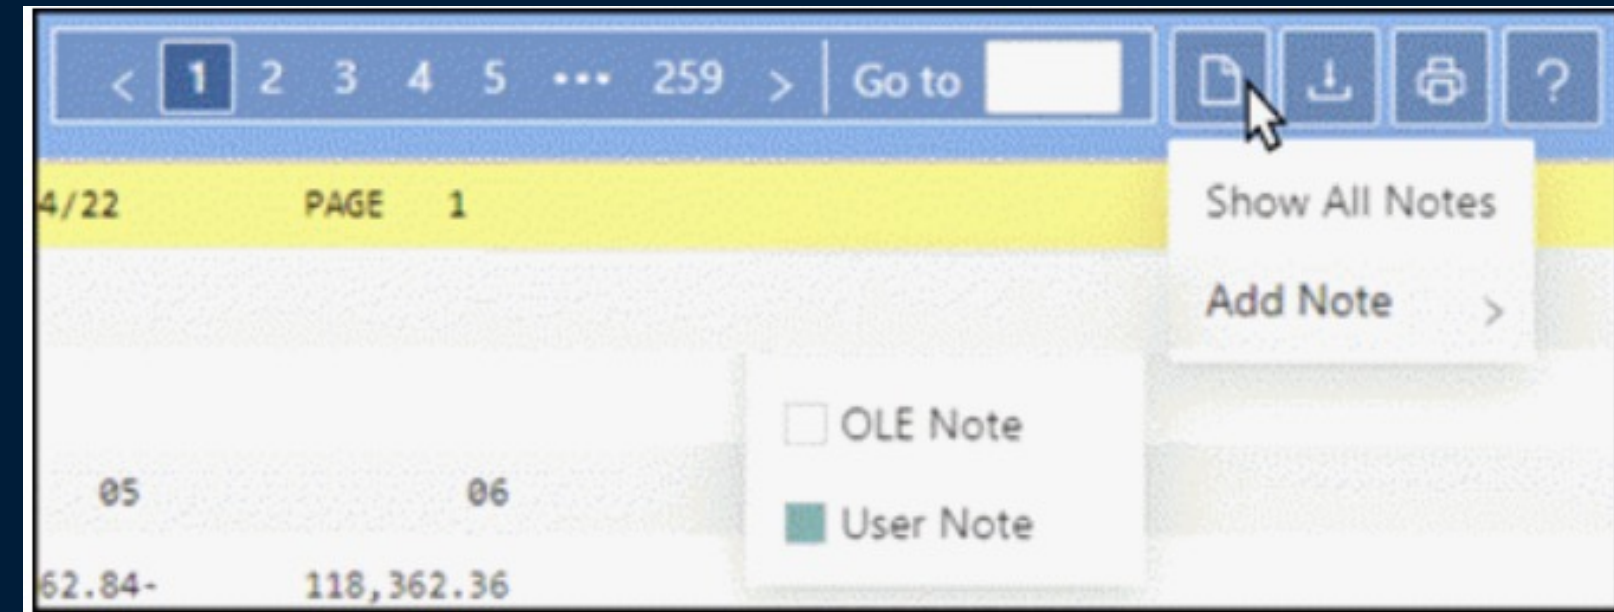 < 1 2 3 4 5 ••• 259 > Go to ?
4/22 PAGE 1
Show All Notes
Add Note >
OLE Note
05 06
User Note
62.84- 118,362.36